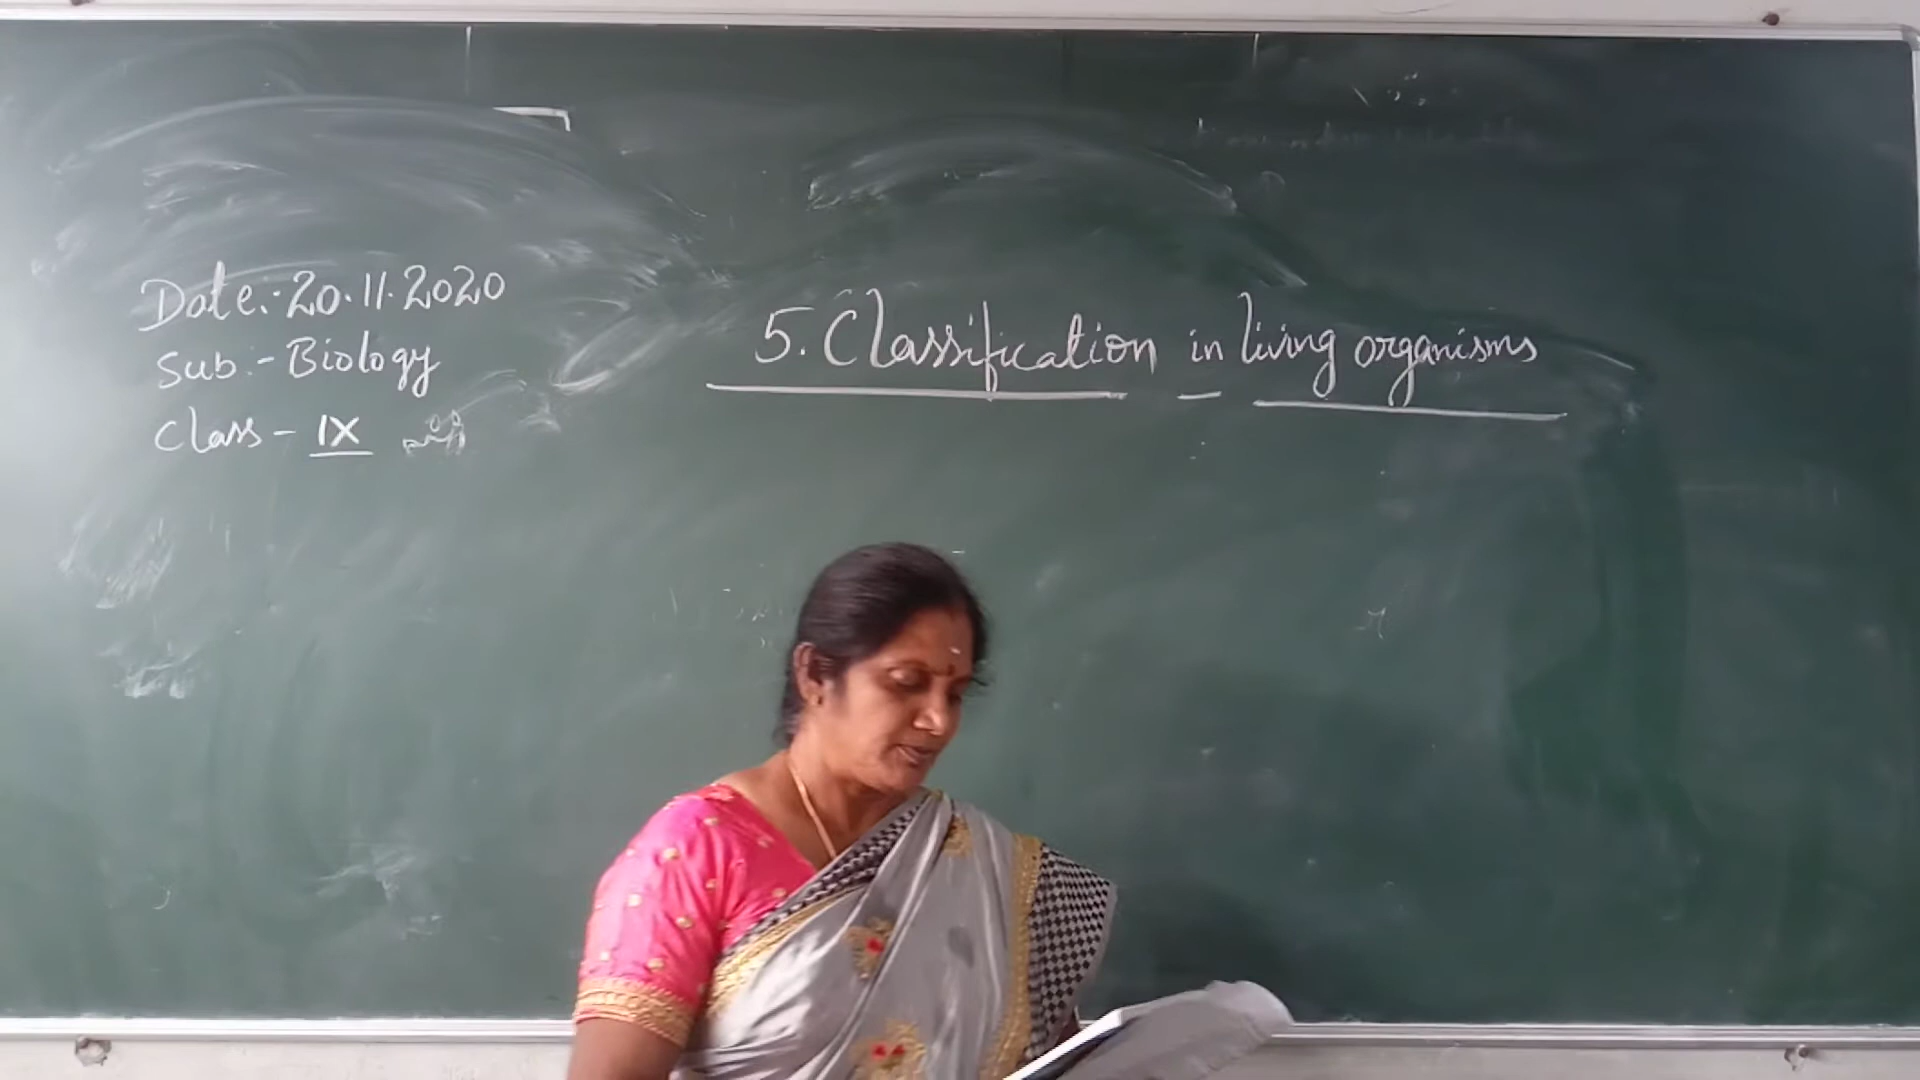 Date:-20.11.2020
Sub:-Biology
Class- IX
5. Classification in living organisms